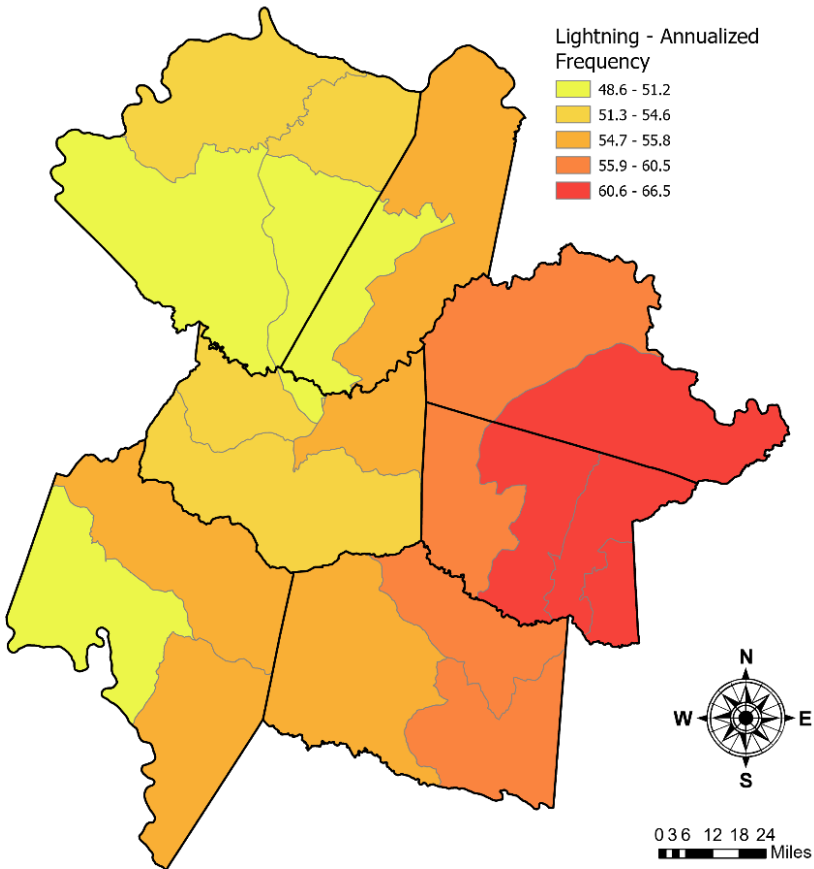 Lightning - Annualized
Frequency
48.6 - 51.2
51.3 - 54.6
54.7 - 55.8
55.9 - 60.5
60.6 - 66.5
N
W E
S
0 3 6 12 18 24
Miles